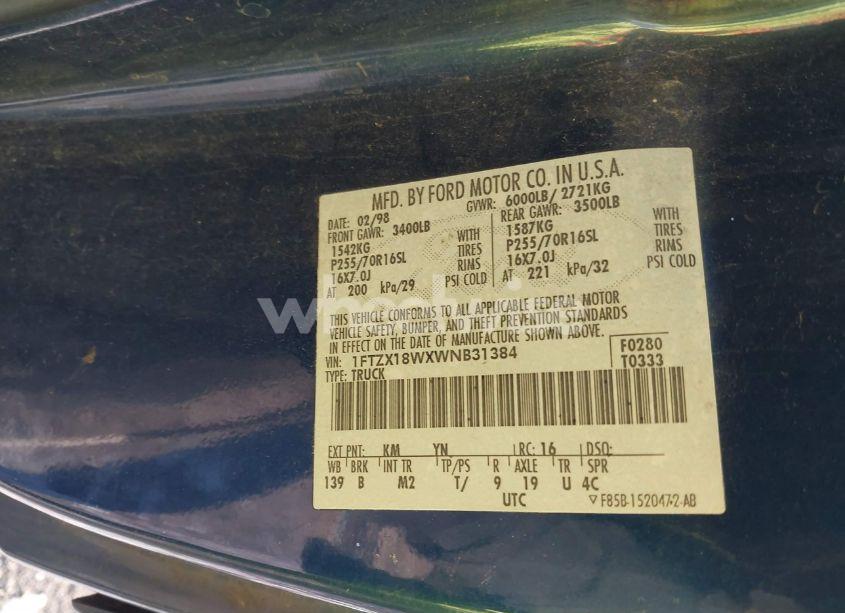 MFD. BY FORD MOTOR CO. IN U.S.A.
DATE: 02/98 GVWR: 6000LB/ 2721KG
FRONT GAWR: 3400LB REAR GAWR: 3500LB
1542KG WITH 1587KG WITH
P255/70R16SL TIRES P255/70R16SL TIRES
16X7.0J RIMS 16X7.0J RIMS
AT 200 kPa/29 PSI COLD AT 221 kPa/32 PSI COLD
THIS VEHICLE CONFORMS TO ALL APPLICABLE FEDERAL MOTOR
VEHICLE SAFETY, BUMPER, AND THEFT PREVENTION STANDARDS
IN EFFECT ON THE DATE OF MANUFACTURE SHOWN ABOVE.
VIN: 1FTZX18WXWNB31384 F0280
TYPE: TRUCK T0333
EXT PNT: KM YN RC: 16 DSO:
WB BRK INT TR TP/PS R AXLE TR SPR
139 B M2 T/ 9 19 U 4C
UTC ▽ F85B-1520472-AB